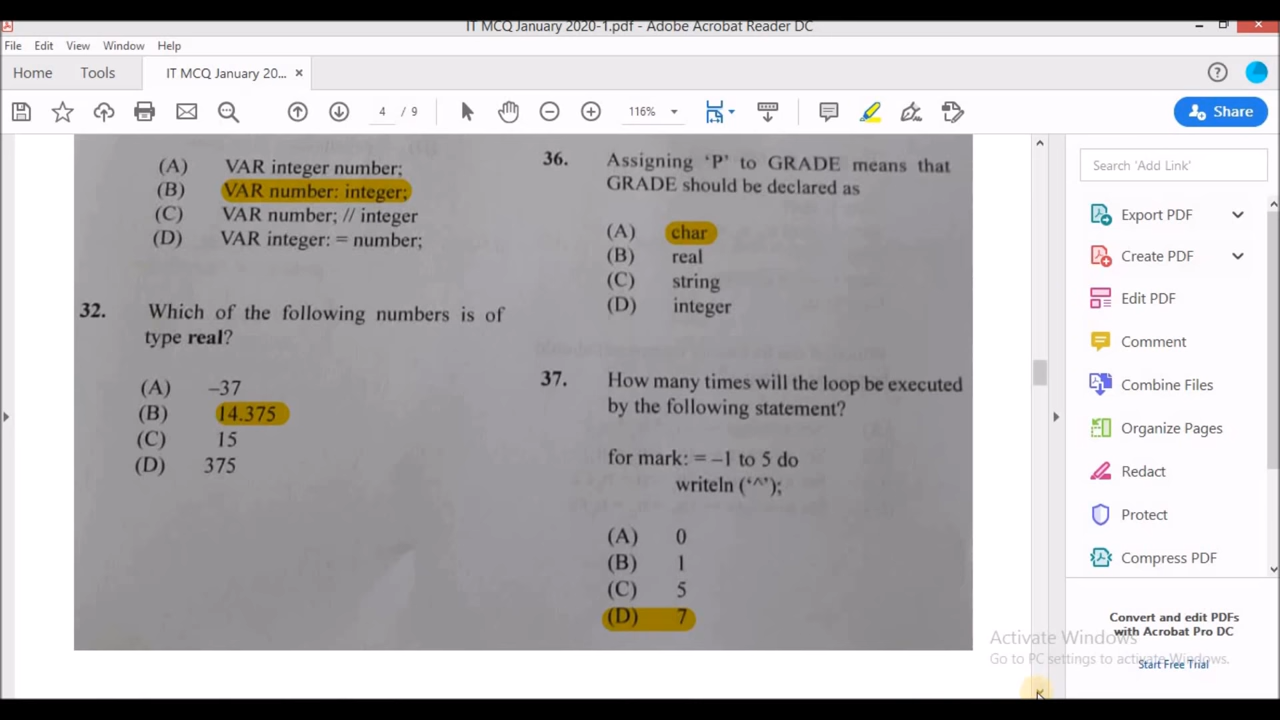 IT MCQ January 2020-1.pdf - Adobe Acrobat Reader DC
File Edit View Window Help
Home Tools IT MCQ January 20... ×
4 / 9 116% Share
(A) VAR integer number;
(B) VAR number: integer;
(C) VAR number; // integer
(D) VAR integer: = number;
32. Which of the following numbers is of
type real?
(A) –37
(B) 14.375
(C) 15
(D) 375
36. Assigning ‘P’ to GRADE means that
GRADE should be declared as
(A) char
(B) real
(C) string
(D) integer
37. How many times will the loop be executed
by the following statement?
for mark: = –1 to 5 do
writeln (‘^’);
(A) 0
(B) 1
(C) 5
(D) 7
Search 'Add Link'
Export PDF
Create PDF
Edit PDF
Comment
Combine Files
Organize Pages
Redact
Protect
Compress PDF
Convert and edit PDFs
with Acrobat Pro DC
Start Free Trial
Activate Windows
Go to PC settings to activate Windows.